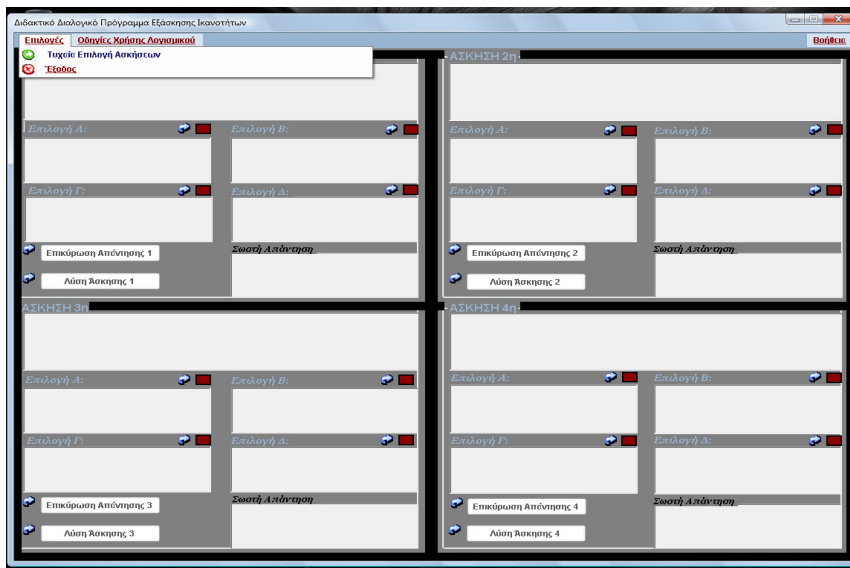 Διδακτικό Διαλογικό Πρόγραμμα Εξάσκησης Ικανοτήτων
Επιλογές Οδηγίες Χρήσης Λογισμικού Βοήθεια
Τυχαία Επιλογή Ασκήσεων
Έξοδος
ΑΣΚΗΣΗ 2η
Επιλογή Α: Επιλογή Β:
Επιλογή Γ: Επιλογή Δ:
Επικύρωση Απάντησης 1
Σωστή Απάντηση
Λύση Άσκησης 1
Επιλογή Α: Επιλογή Β:
Επιλογή Γ: Επιλογή Δ:
Επικύρωση Απάντησης 2
Σωστή Απάντηση
Λύση Άσκησης 2
ΑΣΚΗΣΗ 3η
Επιλογή Α: Επιλογή Β:
Επιλογή Γ: Επιλογή Δ:
Επικύρωση Απάντησης 3
Σωστή Απάντηση
Λύση Άσκησης 3
ΑΣΚΗΣΗ 4η
Επιλογή Α: Επιλογή Β:
Επιλογή Γ: Επιλογή Δ:
Επικύρωση Απάντησης 4
Σωστή Απάντηση
Λύση Άσκησης 4